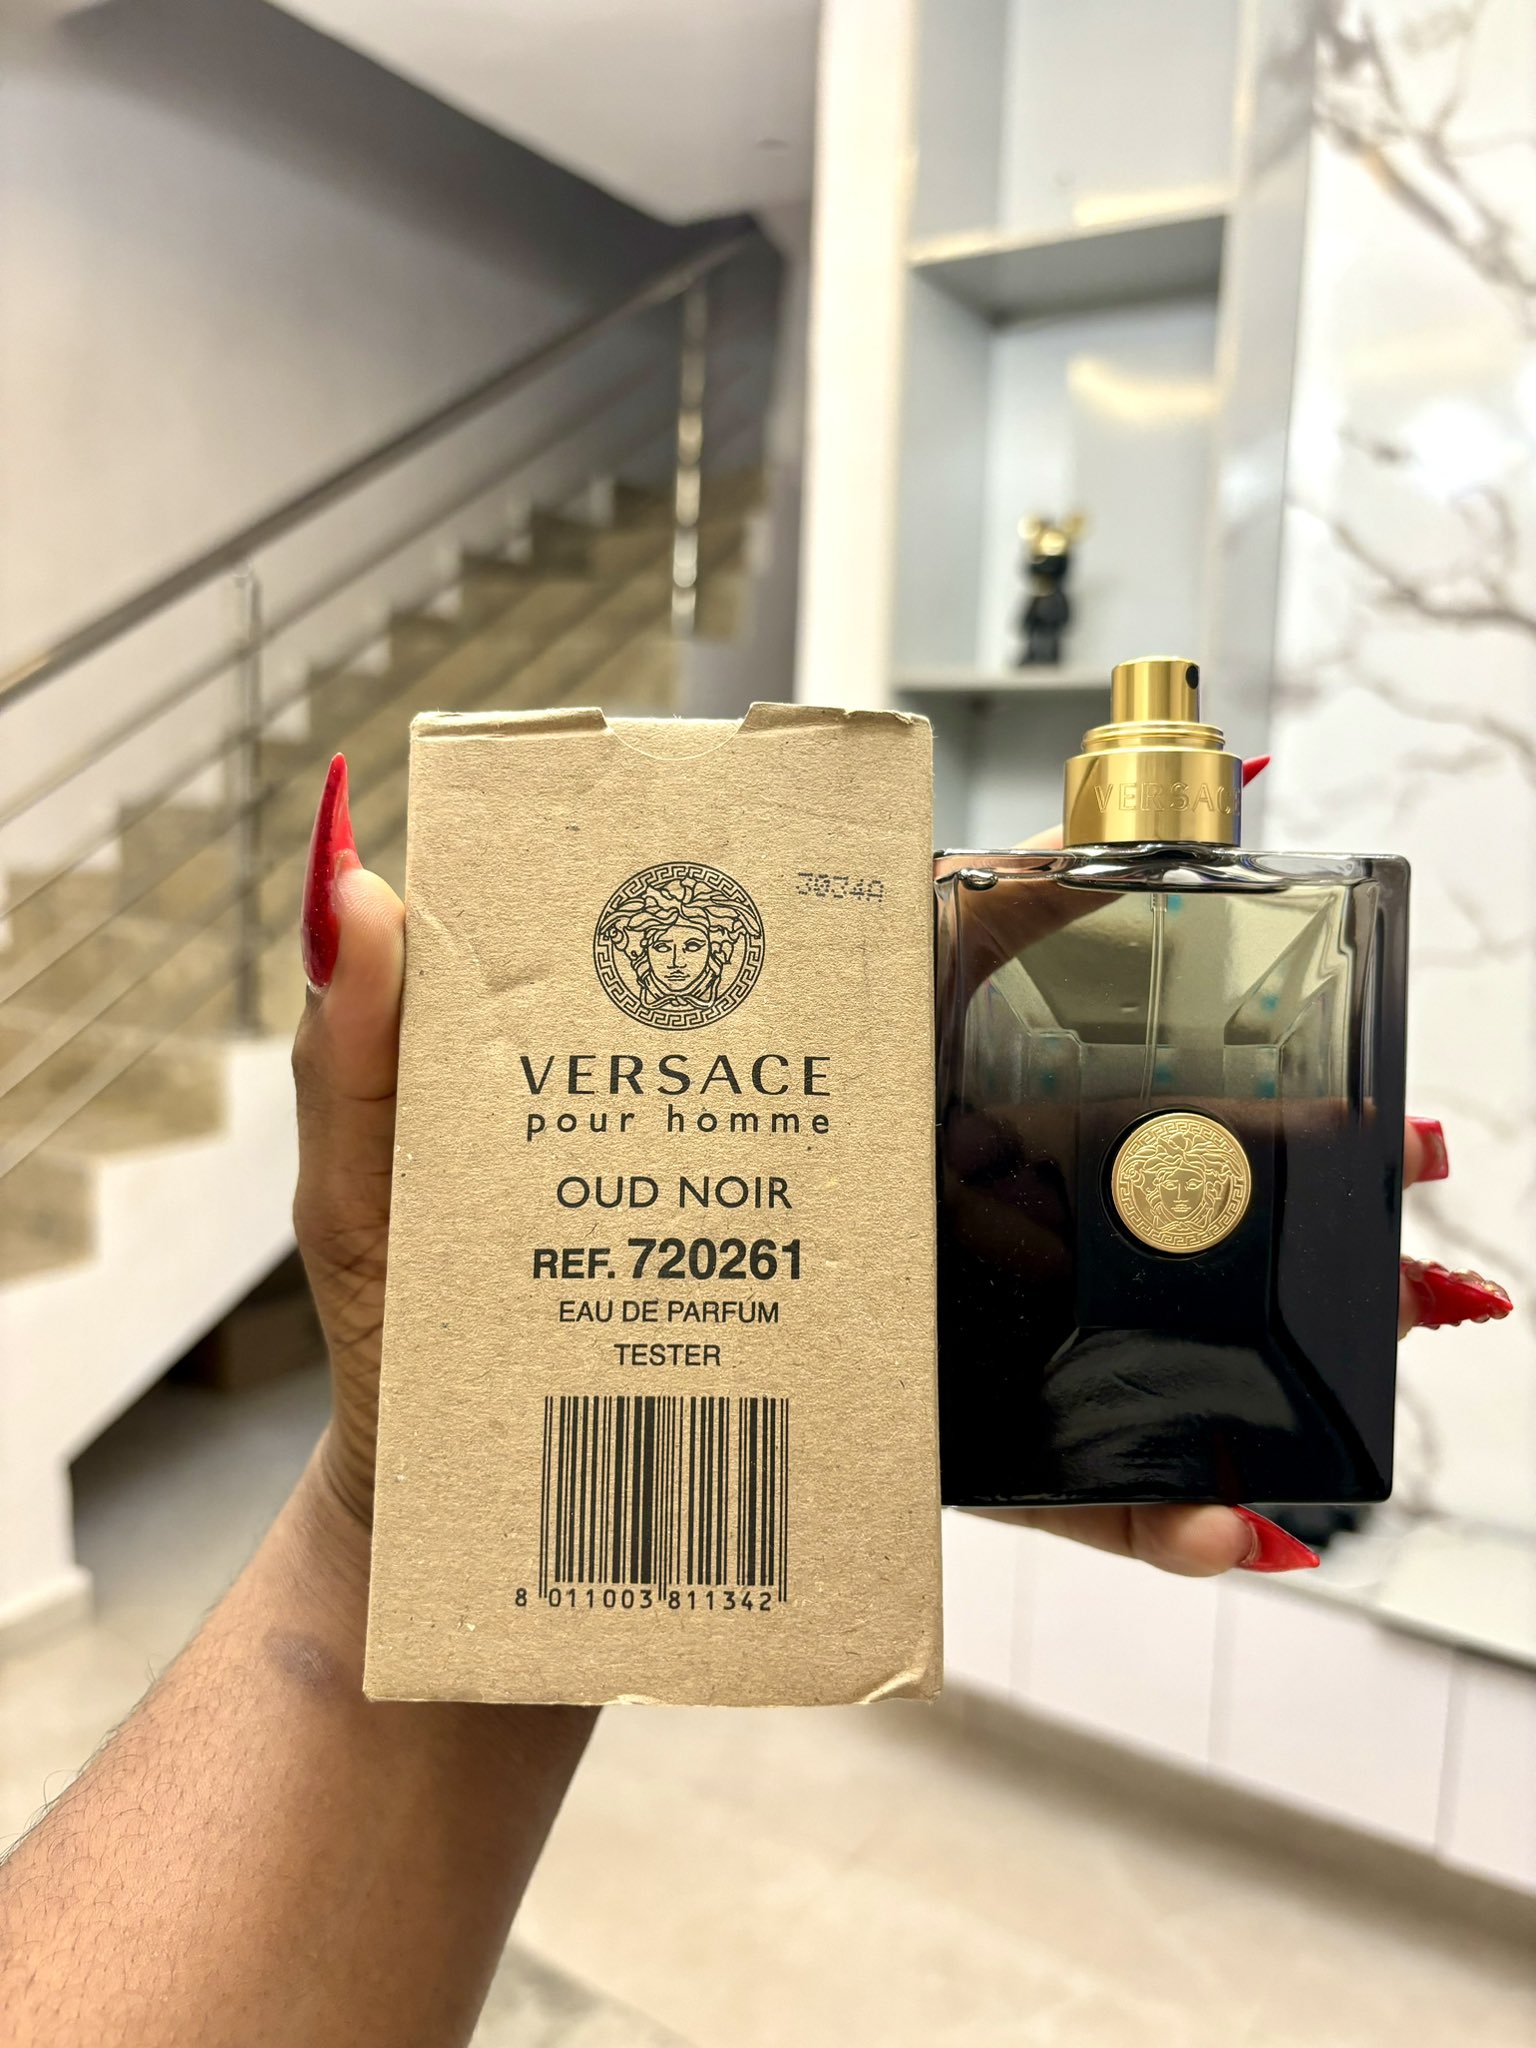 3034A
VERSACE
pour homme
OUD NOIR
REF. 720261
EAU DE PARFUM
TESTER
8 011003 811342
VERSACE